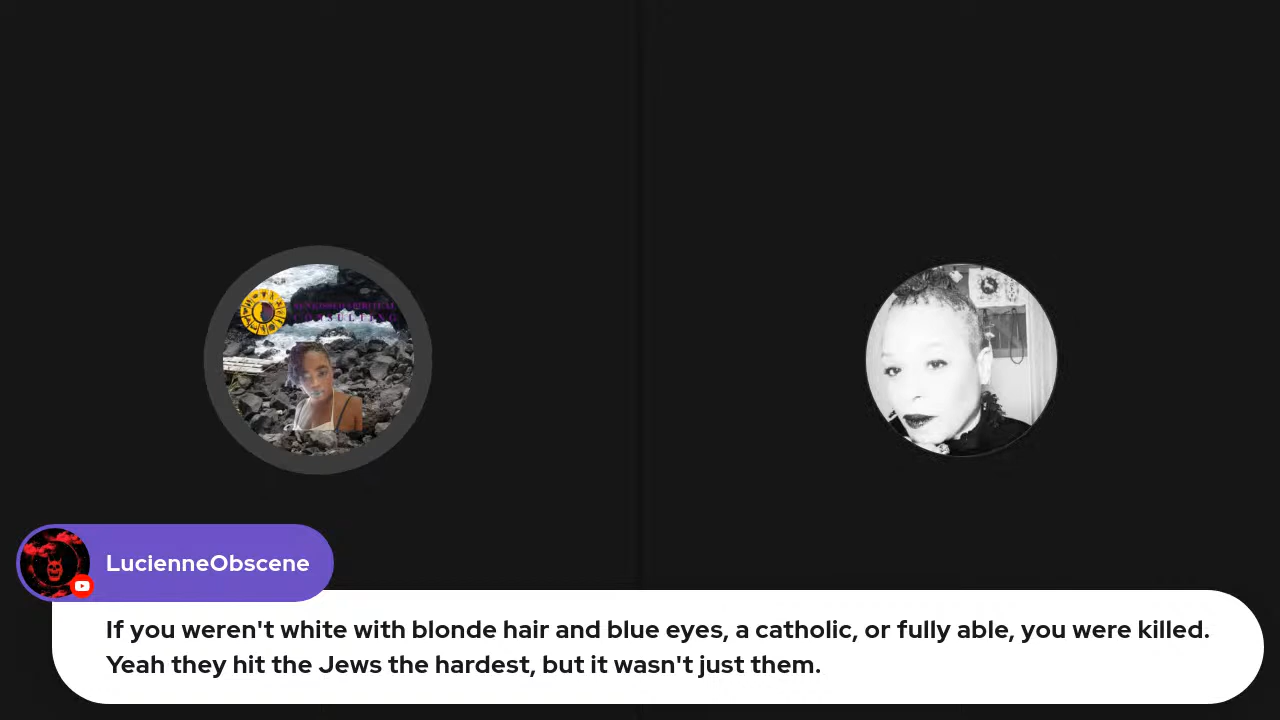 CONSULTING
LucienneObscene
If you weren't white with blonde hair and blue eyes, a catholic, or fully able, you were killed.
Yeah they hit the Jews the hardest, but it wasn't just them.